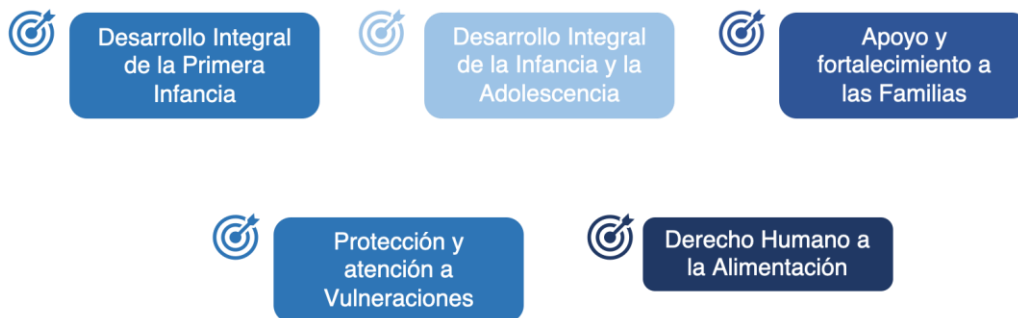 Desarrollo Integral
de la Primera
Infancia
Desarrollo Integral
de la Infancia y la
Adolescencia
Apoyo y
fortalecimiento a
las Familias
Protección y
atención a
Vulneraciones
Derecho Humano a
la Alimentación